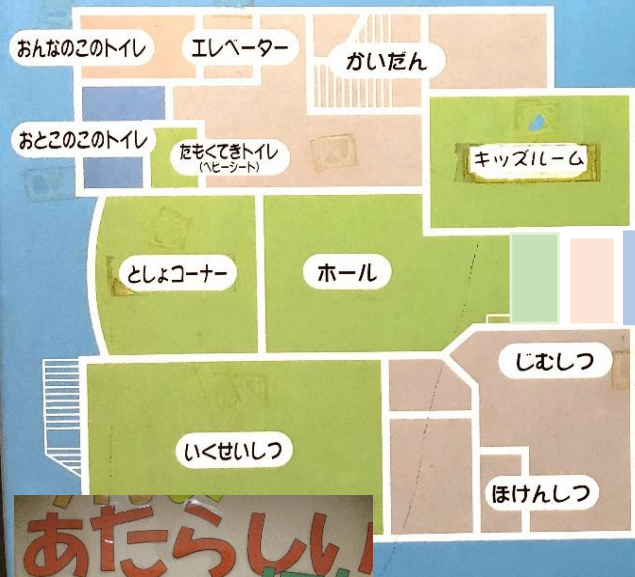 おんなのこのトイレ
エレベーター
かいだん
おとこのこのトイレ
たもくてきトイレ
(ベビーシート)
キッズルーム
としょコーナー
ホール
じむしつ
いくせいしつ
ほけんしつ
あたらしい